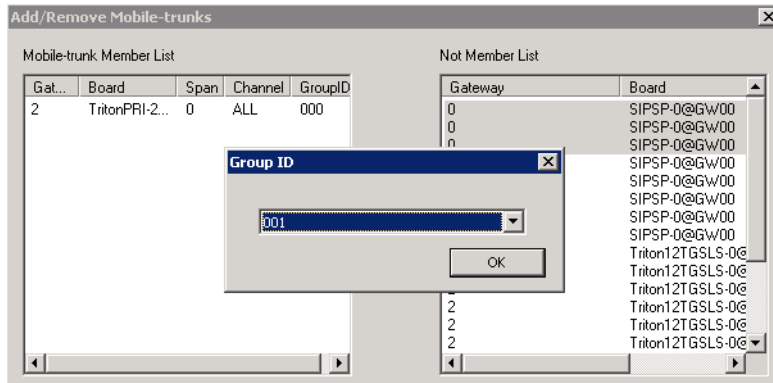 Add/Remove Mobile-trunks
Mobile-trunk Member List
Not Member List
Gat... Board Span Channel GroupID
2 TritonPRI-2... 0 ALL 000
Gateway Board
0 SIPSP-0@GW00
0 SIPSP-0@GW00
0 SIPSP-0@GW00
SIPSP-0@GW00
SIPSP-0@GW00
SIPSP-0@GW00
SIPSP-0@GW00
SIPSP-0@GW00
Triton12TGSLS-0@
Triton12TGSLS-0@
Triton12TGSLS-0@
2 Triton12TGSLS-0@
2 Triton12TGSLS-0@
2 Triton12TGSLS-0@
Group ID
001
OK